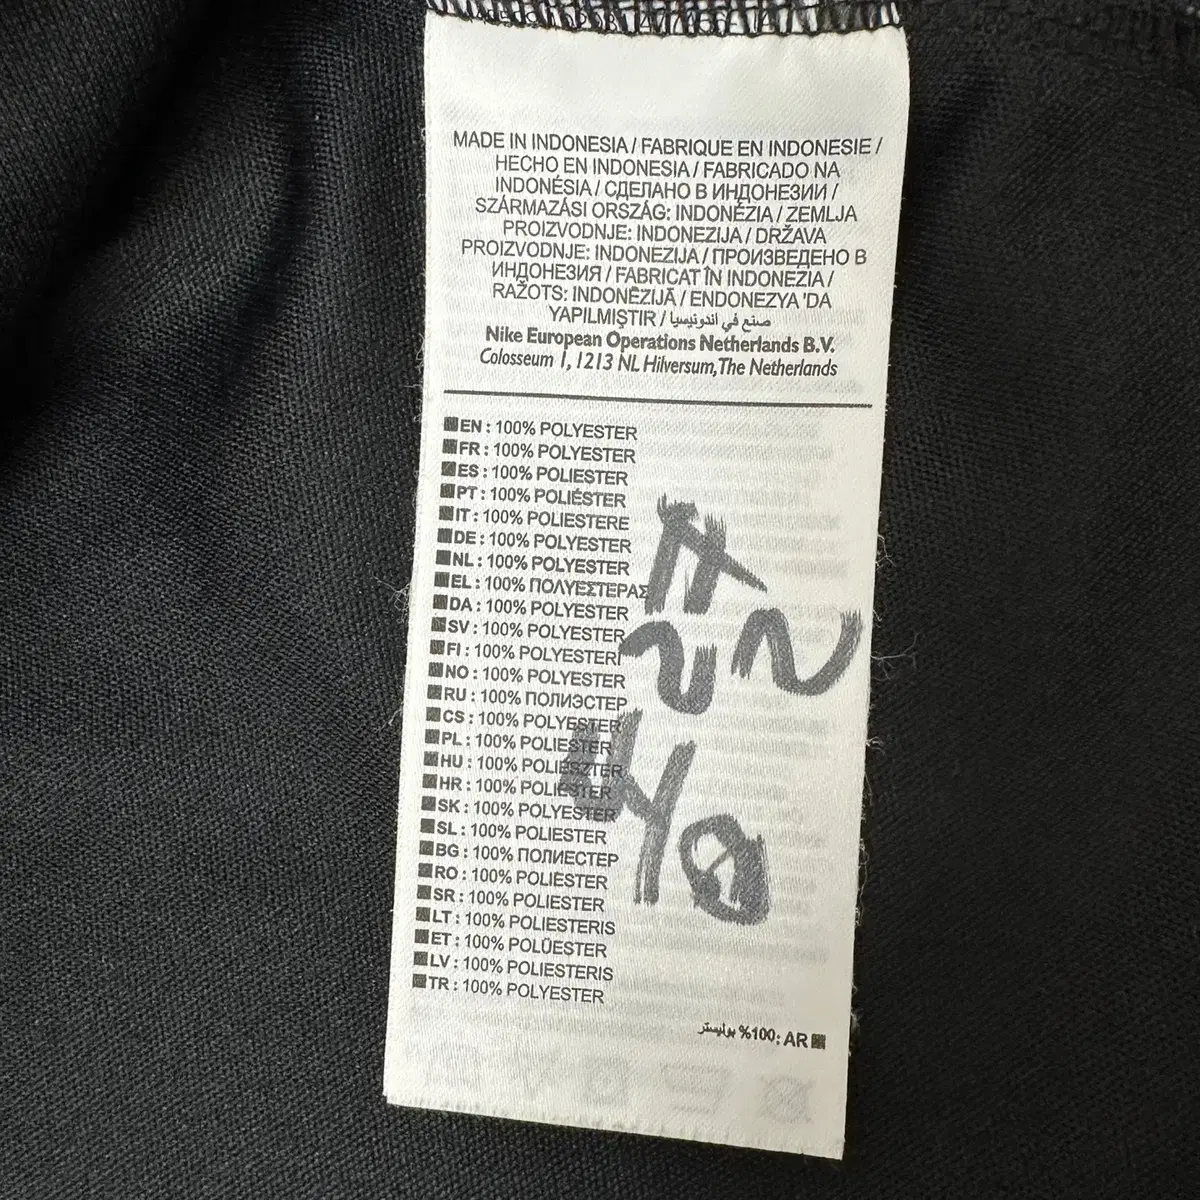 MADE IN INDONESIA / FABRIQUE EN INDONESIE /
HECHO EN INDONESIA / FABRICADO NA
INDONÉSIA / СДЕЛАНО В ИНДОНЕЗИИ /
SZÁRMAZÁSI ORSZÁG: INDONÉZIA / ZEMLJA
PROIZVODNJE: INDONEZIJA / DRŽAVA
PROIZVODNJE: INDONEZIJA / ПРОИЗВЕДЕНО В
ИНДОНЕЗИЯ / FABRICAT ÎN INDONEZIA /
RAŽOTS: INDONĒZIJĀ / ENDONEZYA 'DA
YAPILMIŞTIR / صنع في اندونيسيا
Nike European Operations Netherlands B.V.
Colosseum 1, 1213 NL Hilversum, The Netherlands
EN : 100% POLYESTER
FR : 100% POLYESTER
ES : 100% POLIESTER
PT : 100% POLIÉSTER
IT : 100% POLIESTERE
DE : 100% POLYESTER
NL : 100% POLYESTER
EL : 100% ΠΟΛΥΕΣΤΕΡΑΣ
DA : 100% POLYESTER
SV : 100% POLYESTER
FI : 100% POLYESTERI
NO : 100% POLYESTER
RU : 100% ПОЛИЭСТЕР
CS : 100% POLYESTER
PL : 100% POLIESTER
HU : 100% POLIÉSZTER
HR : 100% POLIESTER
SK : 100% POLYESTER
SL : 100% POLIESTER
BG : 100% ПОЛИЕСТЕР
RO : 100% POLIESTER
SR : 100% POLIESTER
LT : 100% POLIESTERIS
ET : 100% POLÜESTER
LV : 100% POLIESTERIS
TR : 100% POLYESTER
AR :100% بوليستر